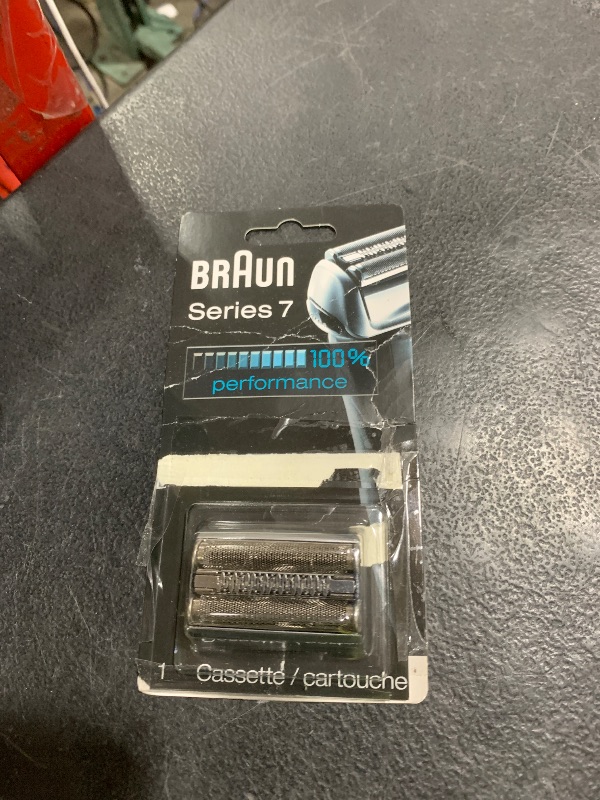 BRAUN
Series 7
100%
performance
1 Cassette / cartouche